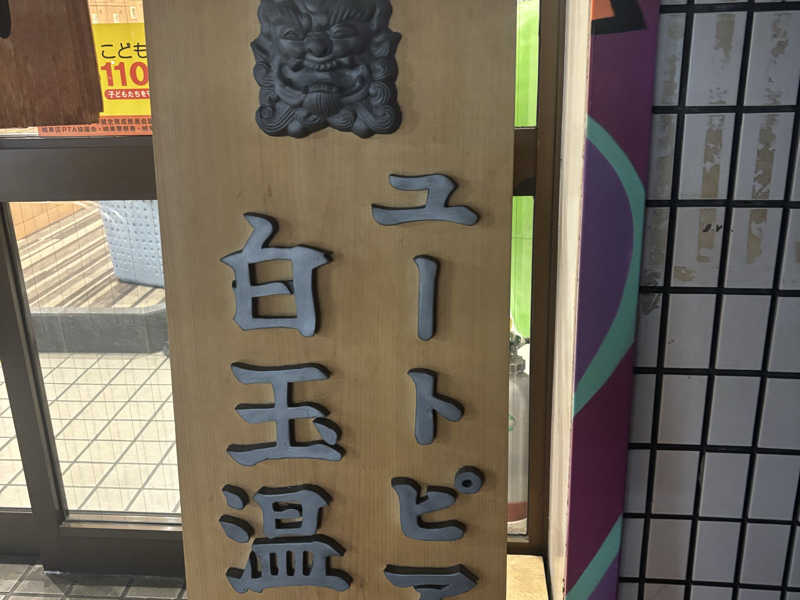 ユートピア
白玉温
こども
110
子どもたちを